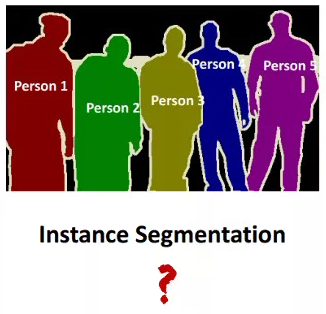 Person 1
Person 2
Person 3
Person 4
Person 5
Instance Segmentation
?